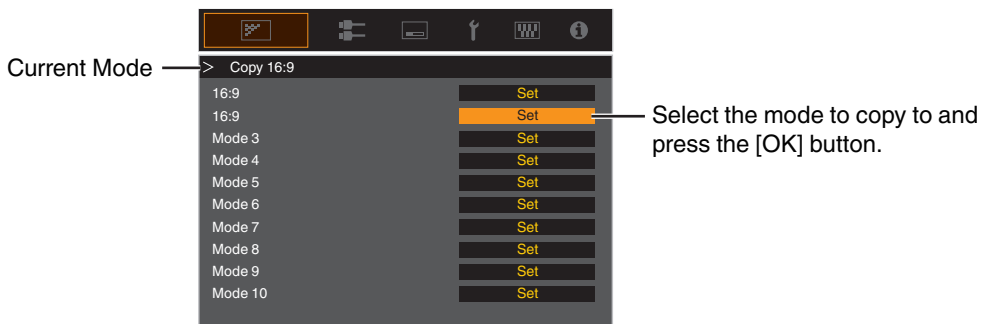 Current Mode
> Copy 16:9
16:9 Set
16:9 Set
Select the mode to copy to and
press the [OK] button.
Mode 3 Set
Mode 4 Set
Mode 5 Set
Mode 6 Set
Mode 7 Set
Mode 8 Set
Mode 9 Set
Mode 10 Set